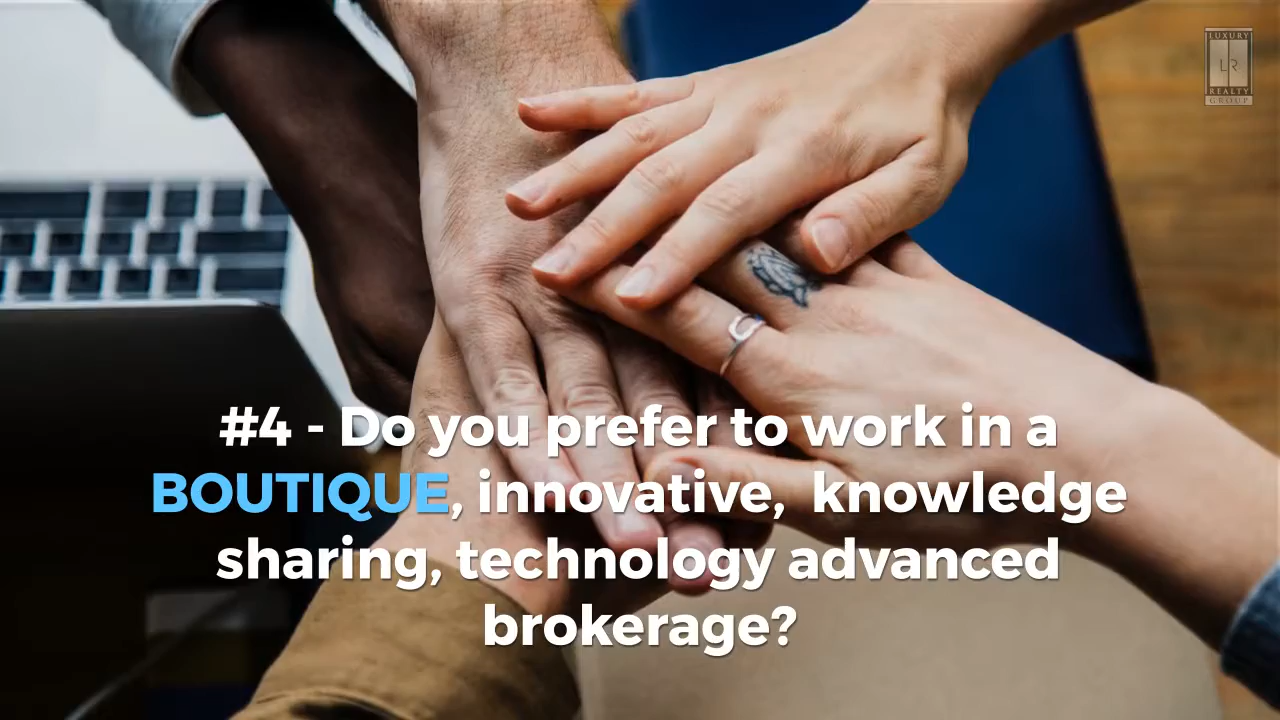 LUXURY
LR
REALTY
GROUP
#4 - Do you prefer to work in a
BOUTIQUE, innovative,  knowledge
sharing, technology advanced
brokerage?